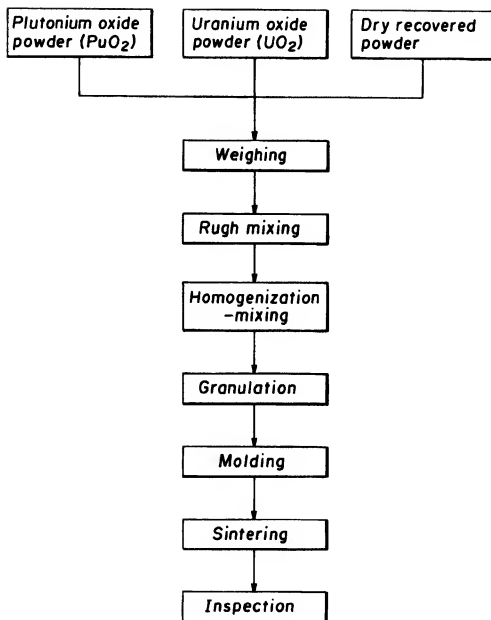 Plutonium oxide
powder (PuO2)
Uranium oxide
powder (UO2)
Dry recovered
powder
Weighing
Rugh mixing
Homogenization
-mixing
Granulation
Molding
Sintering
Inspection